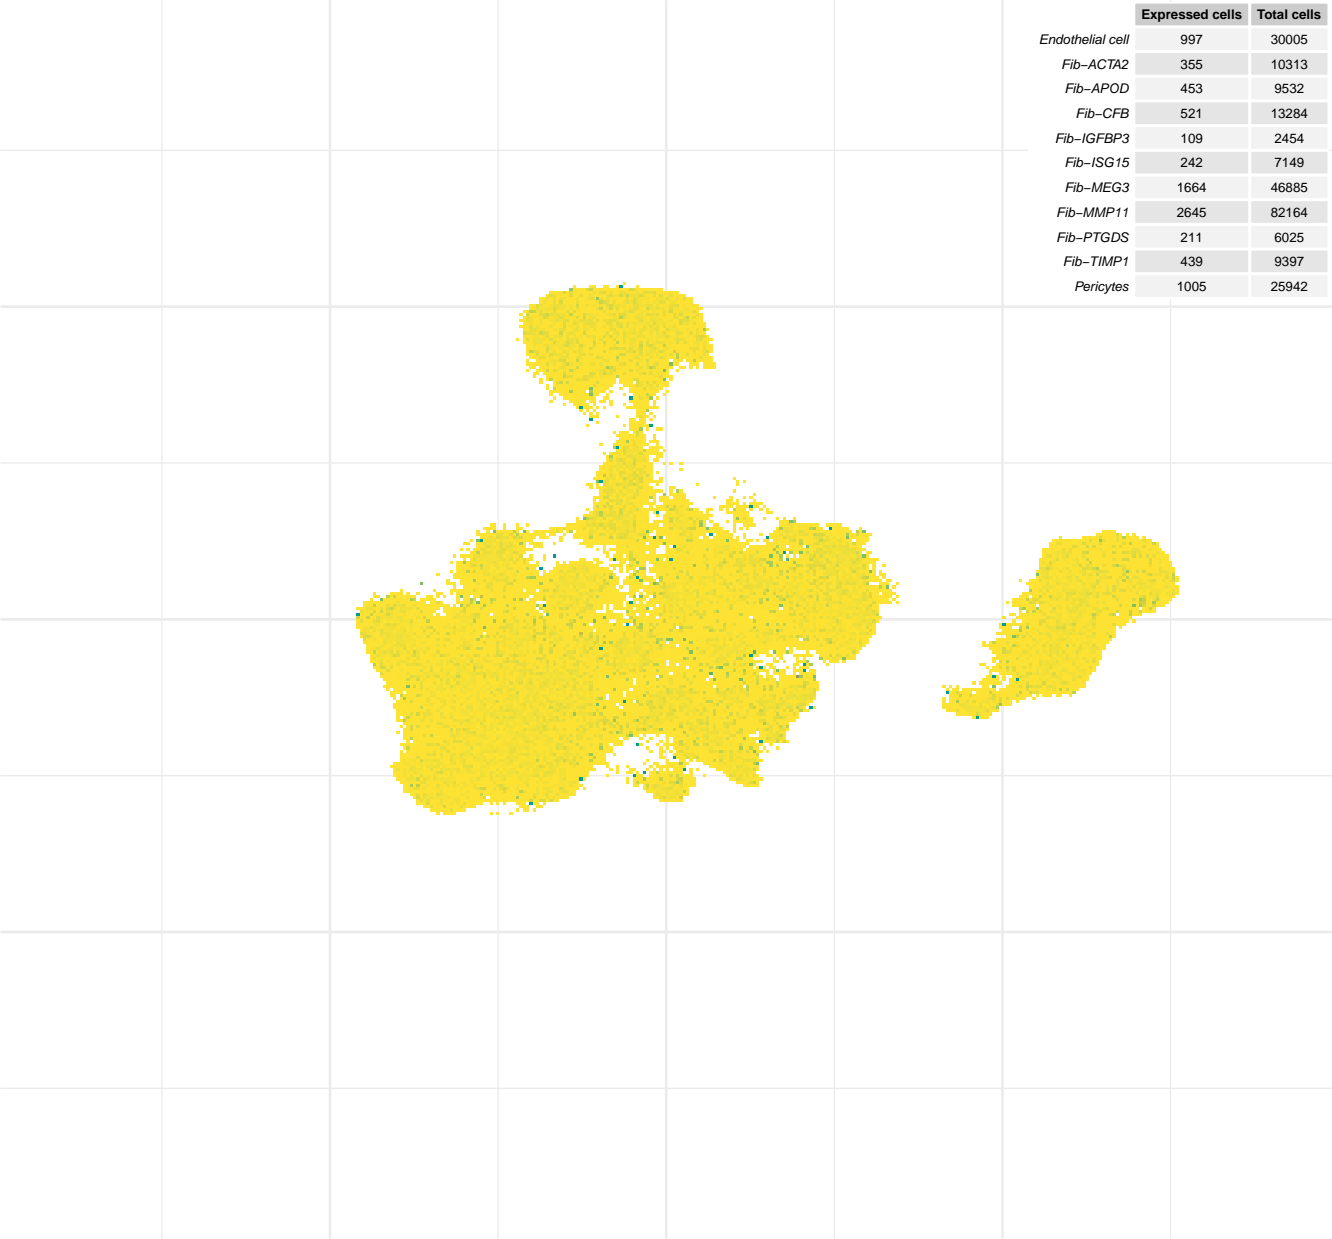 Expressed cells Total cells
Endothelial cell 997 30005
Fib−ACTA2 355 10313
Fib−APOD 453 9532
Fib−CFB 521 13284
Fib−IGFBP3 109 2454
Fib−ISG15 242 7149
Fib−MEG3 1664 46885
Fib−MMP11 2645 82164
Fib−PTGDS 211 6025
Fib−TIMP1 439 9397
Pericytes 1005 25942